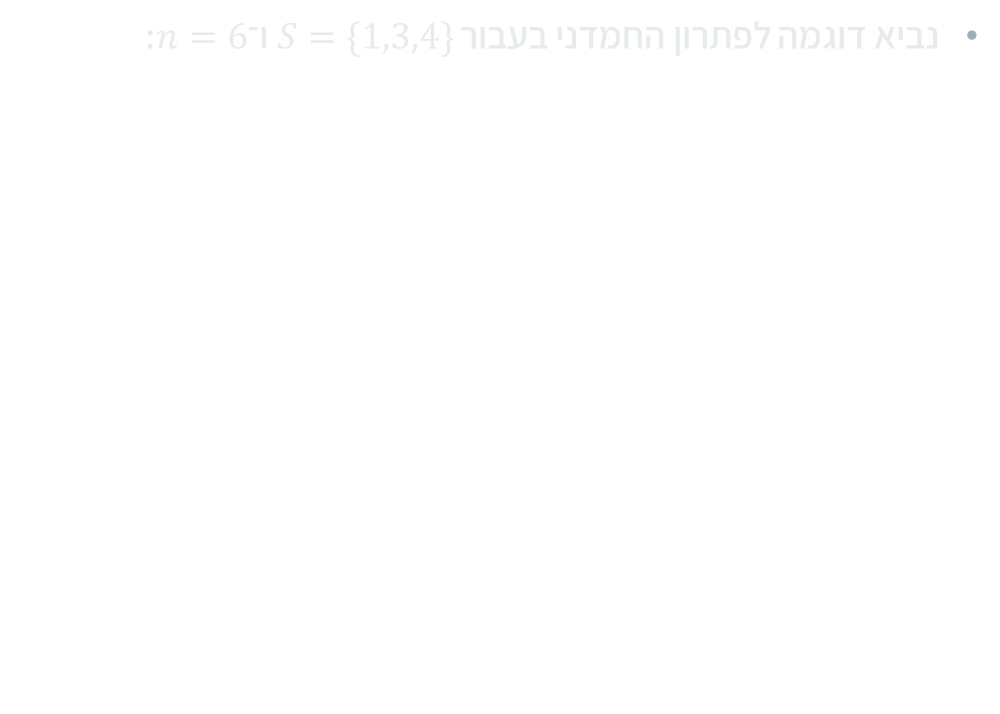 • נביא דוגמה לפתרון החמדני בעבור S = {1,3,4} ו־n = 6: